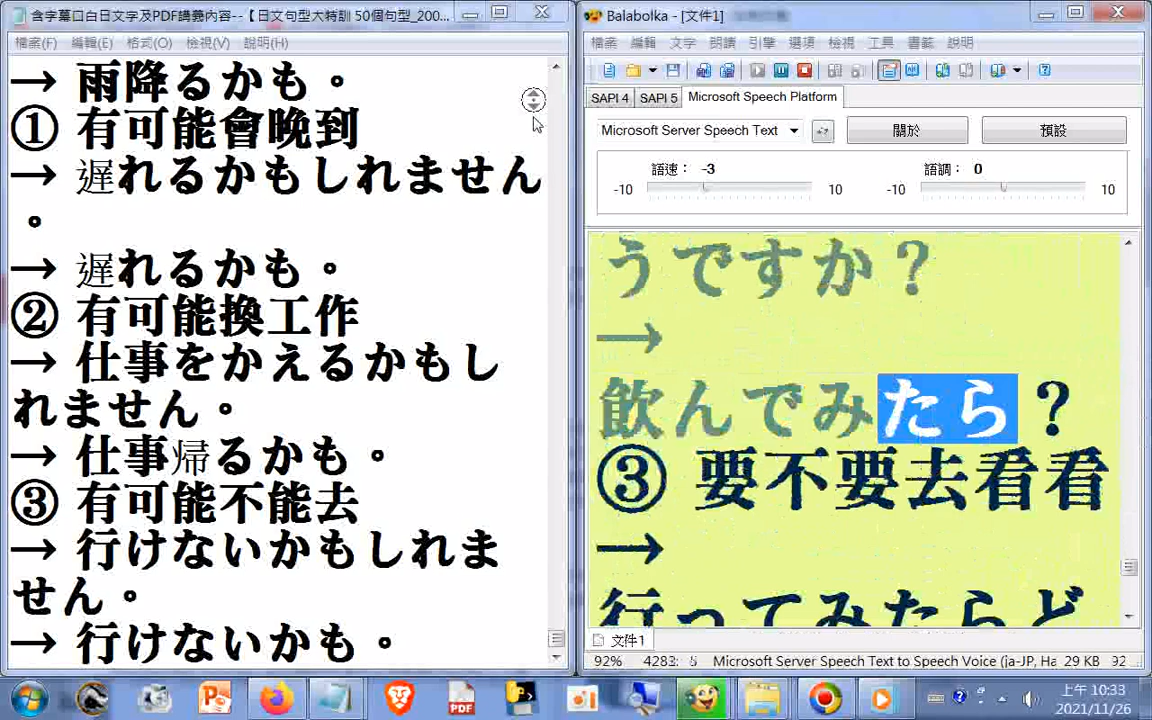 含字幕口白日文字及PDF講義內容--【日文句型大特訓 50個句型_200...
檔案(F) 編輯(E) 格式(O) 檢視(V) 說明(H)
→ 雨降るかも。
① 有可能會晚到
→ 遅れるかもしれません
。
→ 遅れるかも。
② 有可能換工作
→ 仕事をかえるかもし
れません。
→ 仕事帰るかも。
③ 有可能不能去
→ 行けないかもしれま
せん。
→ 行けないかも。
Balabolka - [文件1]
檔案 編輯 文字 朗讀 引擎 選項 檢視 工具 書籤 說明
SAPI 4 SAPI 5 Microsoft Speech Platform
Microsoft Server Speech Text 關於 預設
語速： -3 語調： 0
-10 10 -10 10
うですか？
→
飲んでみたら？
③ 要不要去看看
→
行ってみたらど
文件1
92% 4283: 5 Microsoft Server Speech Text to Speech Voice (ja-JP, Ha 29 KB 92
PDF
上午 10:33
2021/11/26